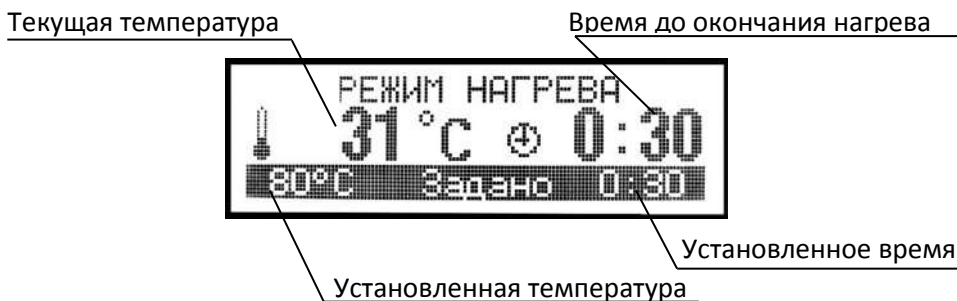 Текущая температура
Время до окончания нагрева
РЕЖИМ НАГРЕВА
31 °C 0:30
80°C Задано 0:30
Установленное время
Установленная температура